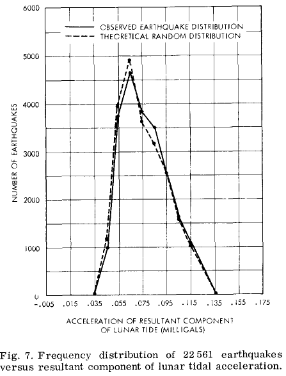 6000
OBSERVED EARTHQUAKE DISTRIBUTION
THEORETICAL RANDOM DISTRIBUTION
5000
4000
3000
2000
1000
0
NUMBER OF EARTHQUAKES
-.005 .015 .035 .055 .075 .095 .115 .135 .155 .175
ACCELERATION OF RESULTANT COMPONENT
OF LUNAR TIDE (MILLIGALS)
Fig. 7. Frequency distribution of 22 561 earthquakes
versus resultant component of lunar tidal acceleration.